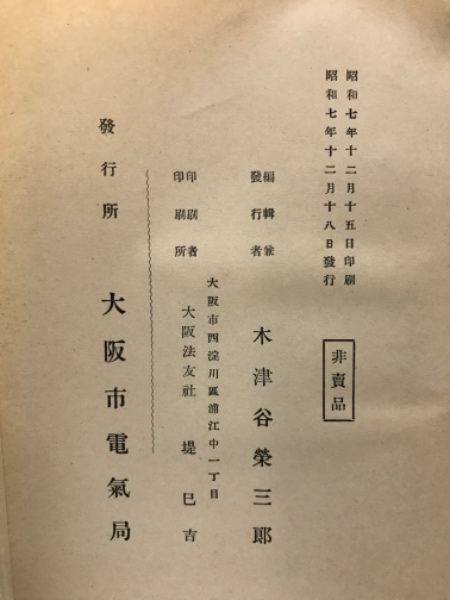 昭和七年十二月十五日印刷
昭和七年十二月十八日發行
非賣品
編輯兼
發行者
木津谷榮三郎
大阪市西淀川區浦江中一丁目
印刷者
印刷所
大阪法友社 堤巳吉
發行所 大阪市電氣局